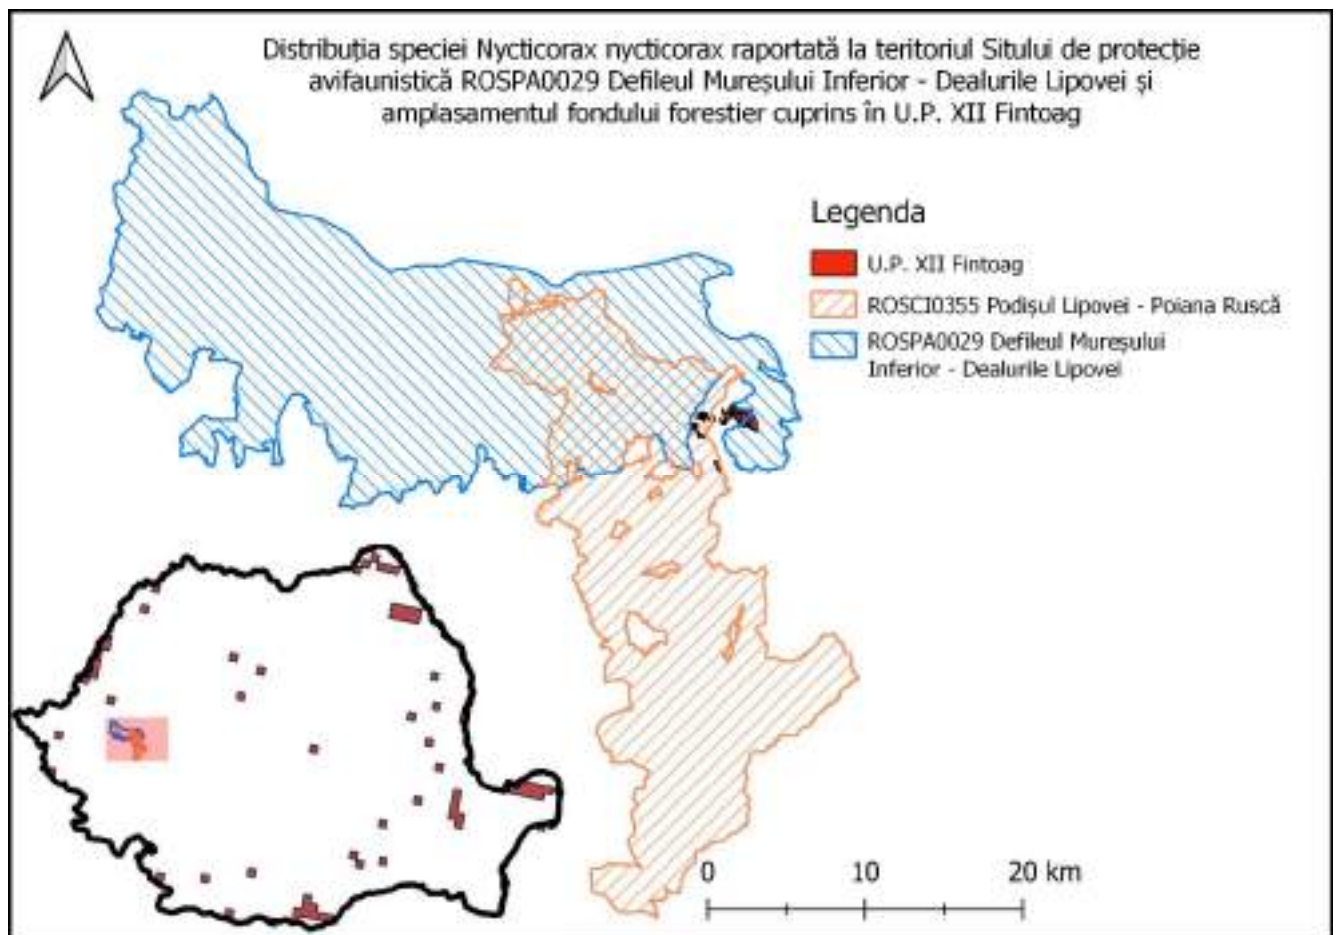 Distribuția speciei Nycticorax nycticorax raportată la teritoriul Sitului de protecție
avifaunistică ROSPA0029 Defileul Mureșului Inferior - Dealurile Lipovei și
amplasamentul fondului forestier cuprins în U.P. XII Fintoag
Legenda
U.P. XII Fintoag
ROSCI0355 Podișul Lipovei - Poiana Ruscă
ROSPA0029 Defileul Mureșului
Inferior - Dealurile Lipovei
0 10 20 km